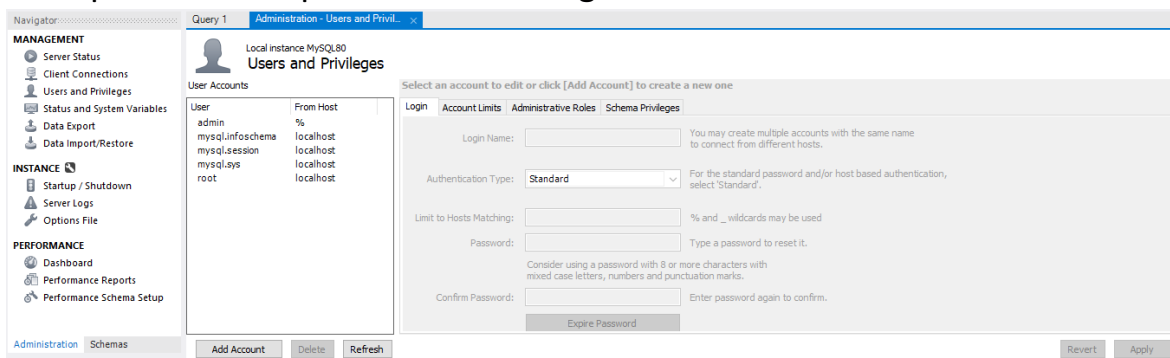 Navigator
MANAGEMENT
Server Status
Client Connections
Users and Privileges
Status and System Variables
Data Export
Data Import/Restore
INSTANCE
Startup / Shutdown
Server Logs
Options File
PERFORMANCE
Dashboard
Performance Reports
Performance Schema Setup
Administration Schemas
Query 1 Administration - Users and Privil...
Local instance MySQL80
Users and Privileges
User Accounts
User From Host
admin %
mysql.infoschema localhost
mysql.session localhost
mysql.sys localhost
root localhost
Add Account Delete Refresh
Select an account to edit or click [Add Account] to create a new one
Login Account Limits Administrative Roles Schema Privileges
Login Name: You may create multiple accounts with the same name
to connect from different hosts.
Authentication Type: Standard For the standard password and/or host based authentication,
select 'Standard'.
Limit to Hosts Matching: % and _ wildcards may be used
Password: Type a password to reset it.
Consider using a password with 8 or more characters with
mixed case letters, numbers and punctuation marks.
Confirm Password: Enter password again to confirm.
Expire Password
Revert Apply